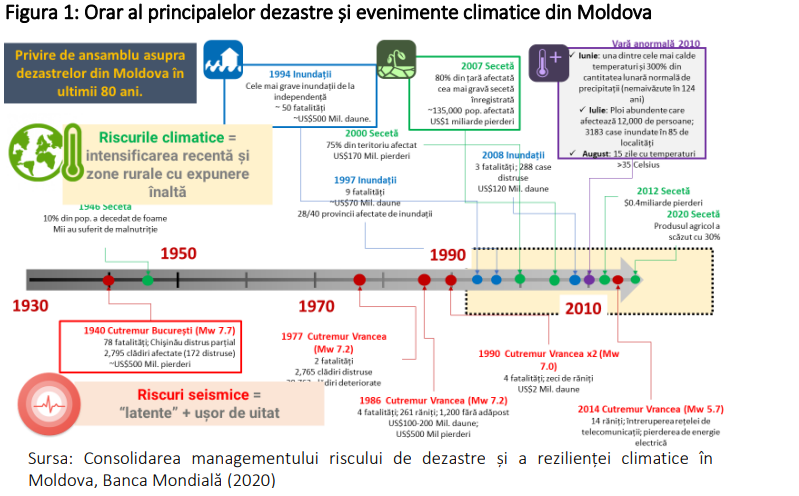 Figura 1: Orar al principalelor dezastre și evenimente climatice din Moldova
Privire de ansamblu asupra
dezastrelor din Moldova în
ultimii 80 ani.
1994 Inundații
Cele mai grave inundații de la
independență
~ 50 fatalități
~US$500 Mil. daune.
2007 Secetă
80% din țară afectată
cea mai gravă secetă
înregistrată
~135,000 pop. afectată
US$1 miliarde pierderi
Vară anormală 2010
✓ Iunie: una dintre cele mai calde
temperaturi și 300% din
cantitatea lunară normală de
precipitații (nemaivăzute în 124
ani)
✓ Iulie: Ploi abundente care
afectează 12,000 de persoane;
3183 case inundate în 85 de
localități
✓ August: 15 zile cu temperaturi
>35 Celsius
Riscurile climatice =
intensificarea recentă și
zone rurale cu expunere
înaltă
2000 Secetă
75% din teritoriu afectat
US$170 Mil. pierderi
1997 Inundații
9 fatalități
~US$70 Mil. daune
28/40 provincii afectate de inundații
2008 Inundații
3 fatalități; 288 case
distruse
US$120 Mil. daune
2012 Secetă
$0.4miliarde pierderi
2020 Secetă
Produsul agricol a
scăzut cu 30%
1946 Secetă
10% din pop. a decedat de foame
Mii au suferit de malnutriție
1950
1990
1930
1970
2010
1940 Cutremur București (Mw 7.7)
78 fatalități; Chișinău distrus parțial
2,795 clădiri afectate (172 distruse)
~US$500 Mil. pierderi
1977 Cutremur Vrancea
(Mw 7.2)
2 fatalități
2,765 clădiri distruse
diri deteriorate
1990 Cutremur Vrancea x2 (Mw
7.0)
4 fatalități; zeci de răniți
US$2 Mil. daune
Riscuri seismice =
“latente” + ușor de uitat
1986 Cutremur Vrancea (Mw 7.2)
4 fatalități; 261 răniți; 1,200 fără adăpost
US$100-200 Mil. daune;
US$500 Mil pierderi
2014 Cutremur Vrancea (Mw 5.7)
14 răniți; întreruperea rețelei de
telecomunicații; pierderea de energie
electrică
Sursa: Consolidarea managementului riscului de dezastre și a rezilienței climatice în
Moldova, Banca Mondială (2020)